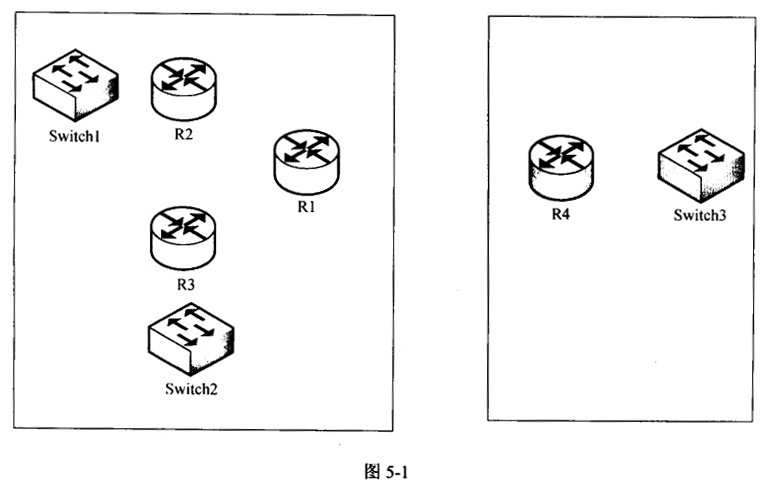 Switch1
R2
R1
R3
Switch2
R4
Switch3
图 5-1